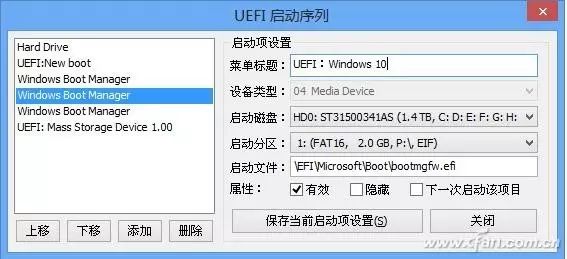 UEFI 启动序列
Hard Drive
UEFI:New boot
Windows Boot Manager
Windows Boot Manager
Windows Boot Manager
UEFI: Mass Storage Device 1.00
上移 下移 添加 删除
启动项设置
菜单标题: UEFI: Windows 10
设备类型: 04 Media Device
启动磁盘: HD0: ST31500341AS (1.4 TB, C: D: E: F: G: H:
启动分区: 1: (FAT16, 2.0 GB, P:\, EIF)
启动文件: \EFI\Microsoft\Boot\bootmgfw.efi
属性: 有效 隐藏 下一次启动该项目
保存当前启动项设置(S) 关闭
www.cfan.com.cn